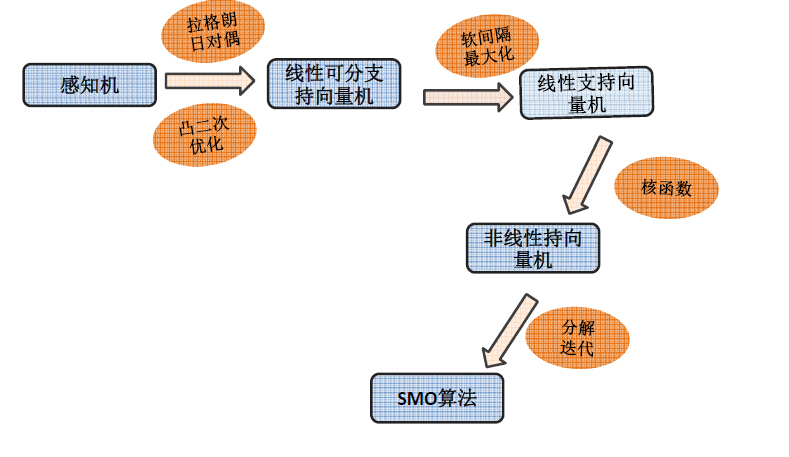 拉格朗
日对偶
感知机
凸二次
优化
线性可分支
持向量机
软间隔
最大化
线性支持向
量机
核函数
非线性持向
量机
分解
迭代
SMO算法